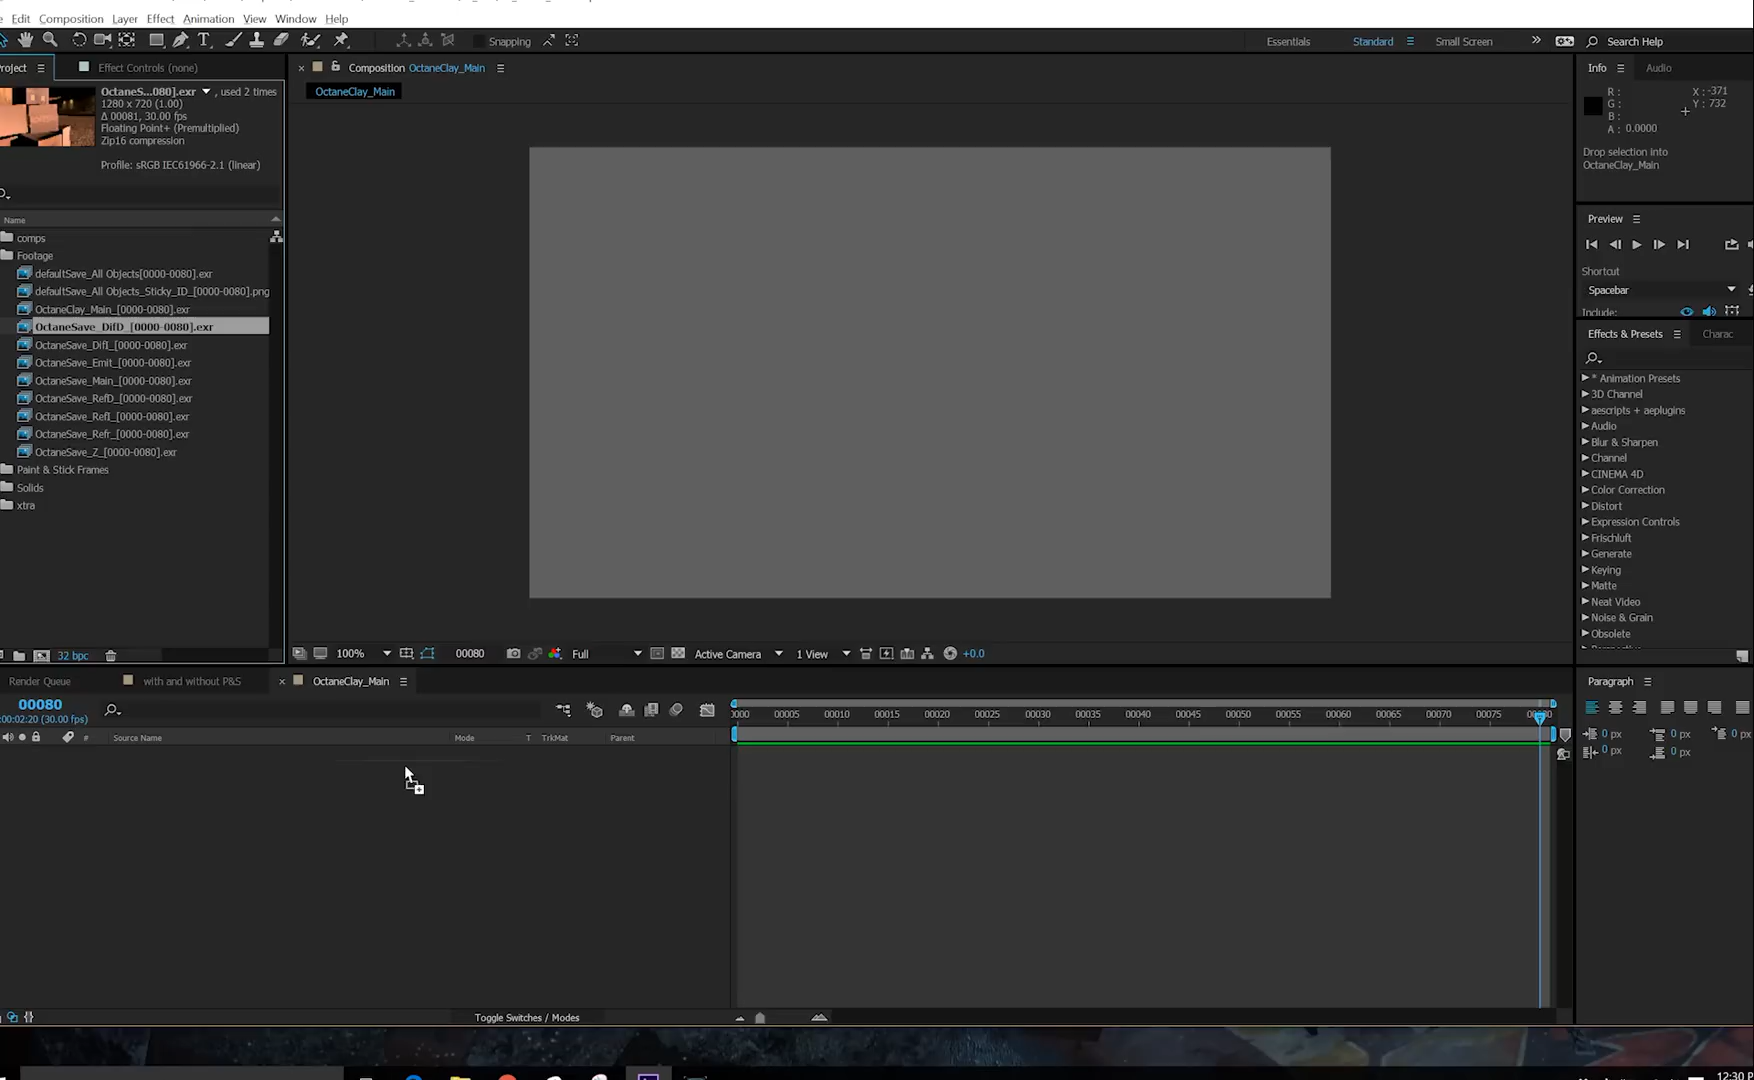 Edit Composition Layer Effect Animation View Window Help
Snapping
Essentials
Standard
Small Screen
Search Help
roject
Effect Controls (none)
OctaneS...080].exr , used 2 times
1280 x 720 (1.00)
Δ 00081, 30.00 fps
Floating Point+ (Premultiplied)
Zip16 compression
Profile: sRGB IEC61966-2.1 (linear)
Name
comps
Footage
defaultSave_All Objects[0000-0080].exr
defaultSave_All Objects_Sticky_ID_[0000-0080].png
OctaneClay_Main_[0000-0080].exr
OctaneSave_DifD_[0000-0080].exr
OctaneSave_DifI_[0000-0080].exr
OctaneSave_Emit_[0000-0080].exr
OctaneSave_Main_[0000-0080].exr
OctaneSave_RefD_[0000-0080].exr
OctaneSave_RefI_[0000-0080].exr
OctaneSave_Refr_[0000-0080].exr
OctaneSave_Z_[0000-0080].exr
Paint & Stick Frames
Solids
xtra
32 bpc
Composition OctaneClay_Main
OctaneClay_Main
100%
00080
Full
Active Camera
1 View
+0.0
Info
Audio
R :
G :
B :
A : 0.0000
X : -371
Y : 732
Drop selection into
OctaneClay_Main
Preview
Shortcut
Spacebar
Include:
Effects & Presets
Charac
* Animation Presets
3D Channel
aescripts + aeplugins
Audio
Blur & Sharpen
Channel
CINEMA 4D
Color Correction
Distort
Expression Controls
Frischluft
Generate
Keying
Matte
Neat Video
Noise & Grain
Obsolete
Render Queue
with and without P&S
OctaneClay_Main
00080
:00:02:20 (30.00 fps)
# Source Name
Mode
T TrkMat
Parent
0000 00005 00010 00015 00020 00025 00030 00035 00040 00045 00050 00055 00060 00065 00070 00075
Toggle Switches / Modes
Paragraph
0 px 0 px 0 px
0 px 0 px
12:30 P